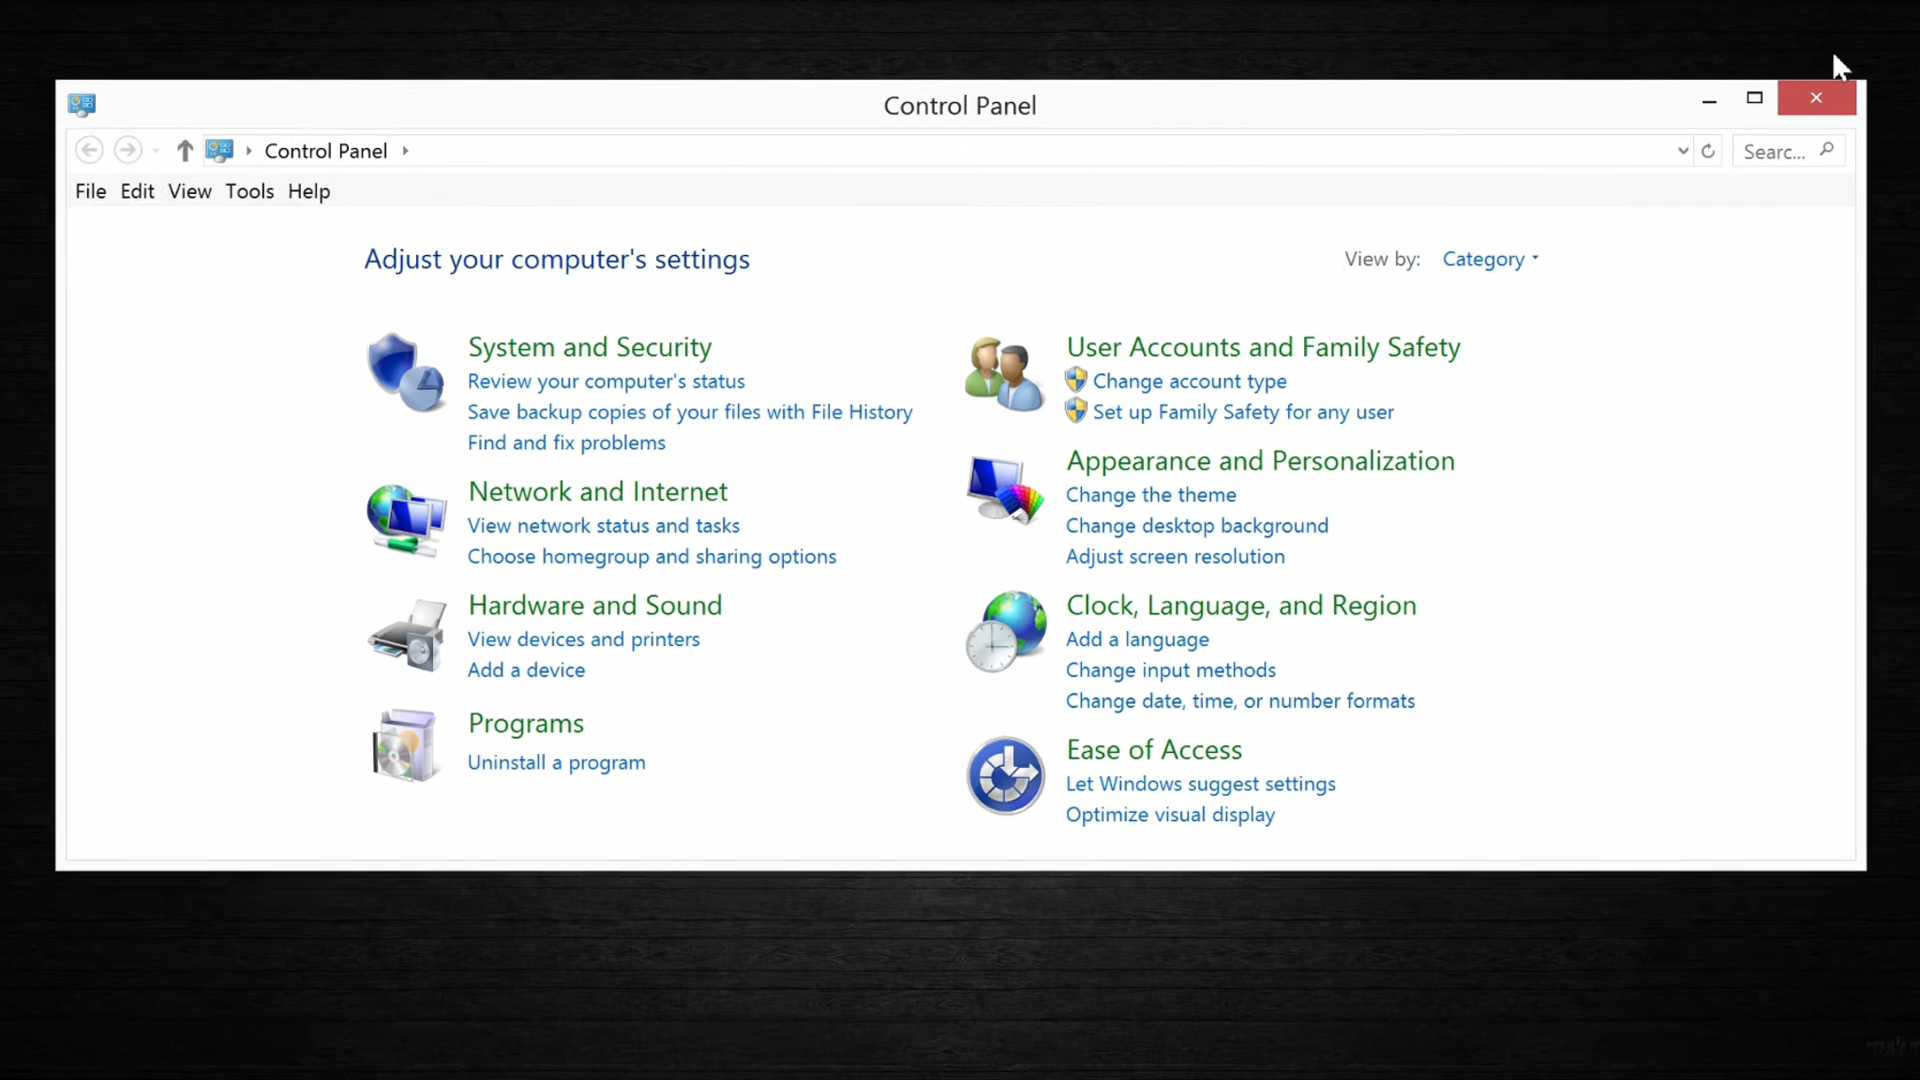 Control Panel
Control Panel
Searc...
File Edit View Tools Help
Adjust your computer's settings
View by: Category
System and Security
Review your computer's status
Save backup copies of your files with File History
Find and fix problems
Network and Internet
View network status and tasks
Choose homegroup and sharing options
Hardware and Sound
View devices and printers
Add a device
Programs
Uninstall a program
User Accounts and Family Safety
Change account type
Set up Family Safety for any user
Appearance and Personalization
Change the theme
Change desktop background
Adjust screen resolution
Clock, Language, and Region
Add a language
Change input methods
Change date, time, or number formats
Ease of Access
Let Windows suggest settings
Optimize visual display